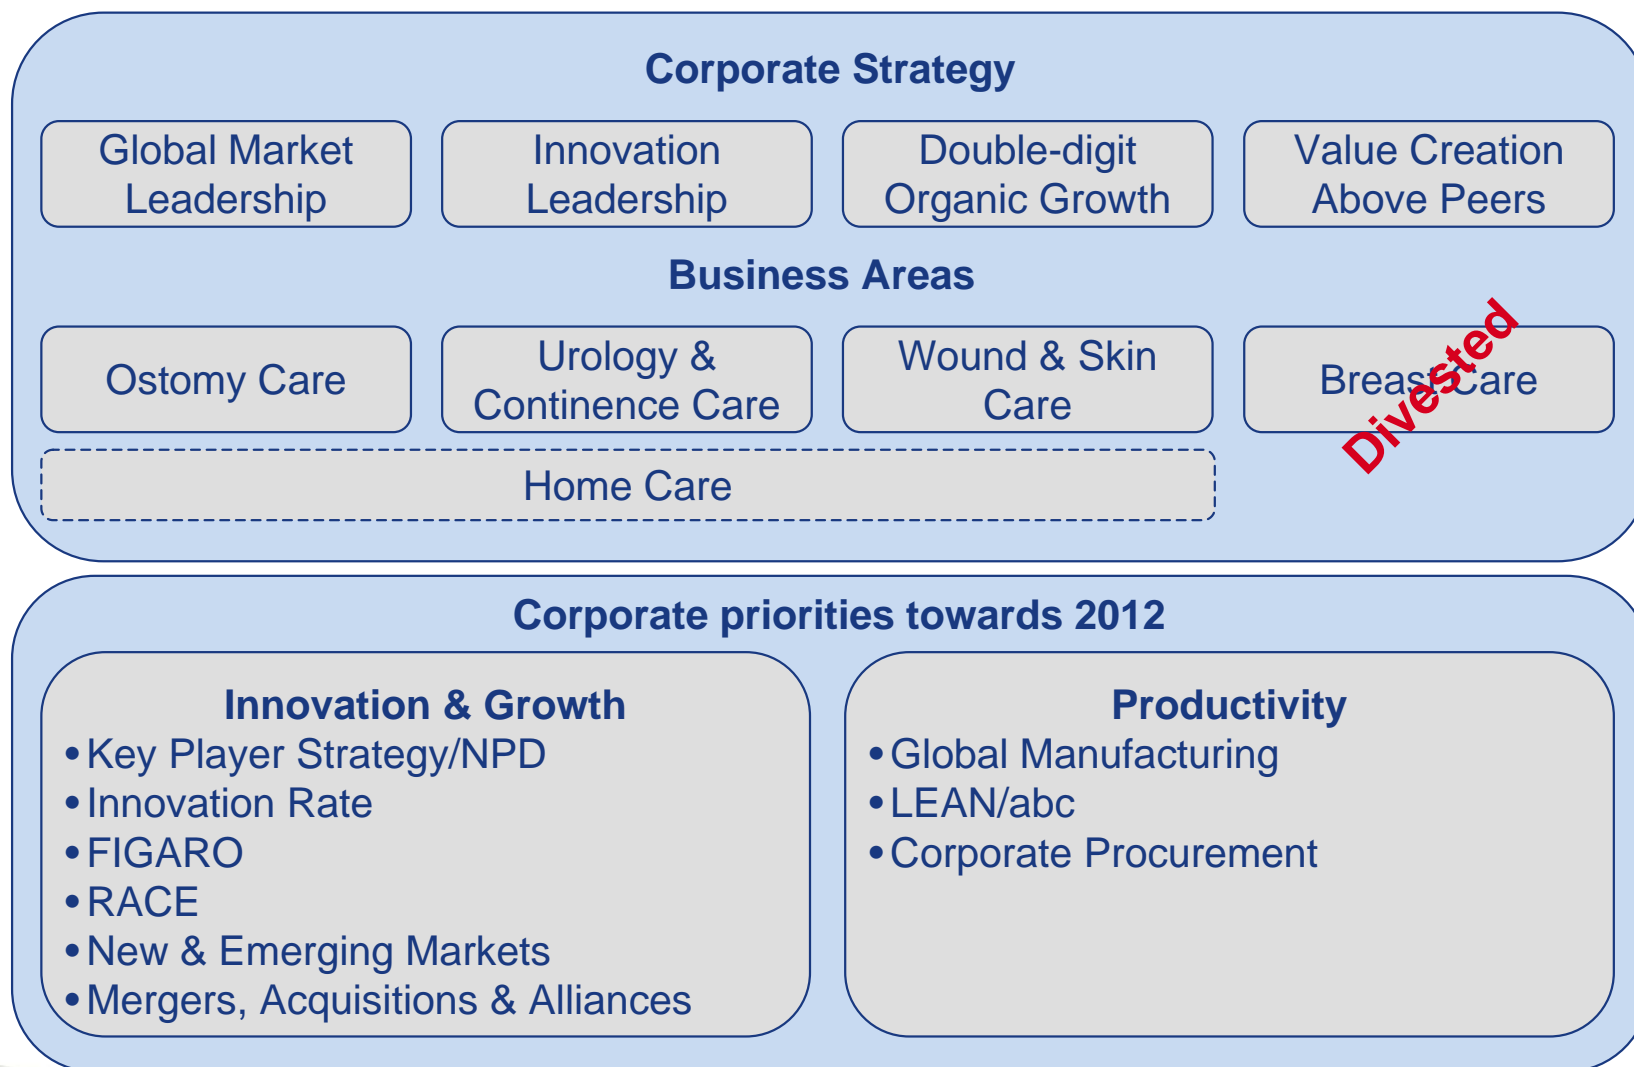 Corporate Strategy
Global Market
Leadership
Innovation
Leadership
Double-digit
Organic Growth
Value Creation
Above Peers
Business Areas
Ostomy Care
Urology &
Continence Care
Wound & Skin
Care
Breast Care
Divested
Home Care
Corporate priorities towards 2012
Innovation & Growth
•Key Player Strategy/NPD
•Innovation Rate
•FIGARO
•RACE
•New & Emerging Markets
•Mergers, Acquisitions & Alliances
Productivity
•Global Manufacturing
•LEAN/abc
•Corporate Procurement